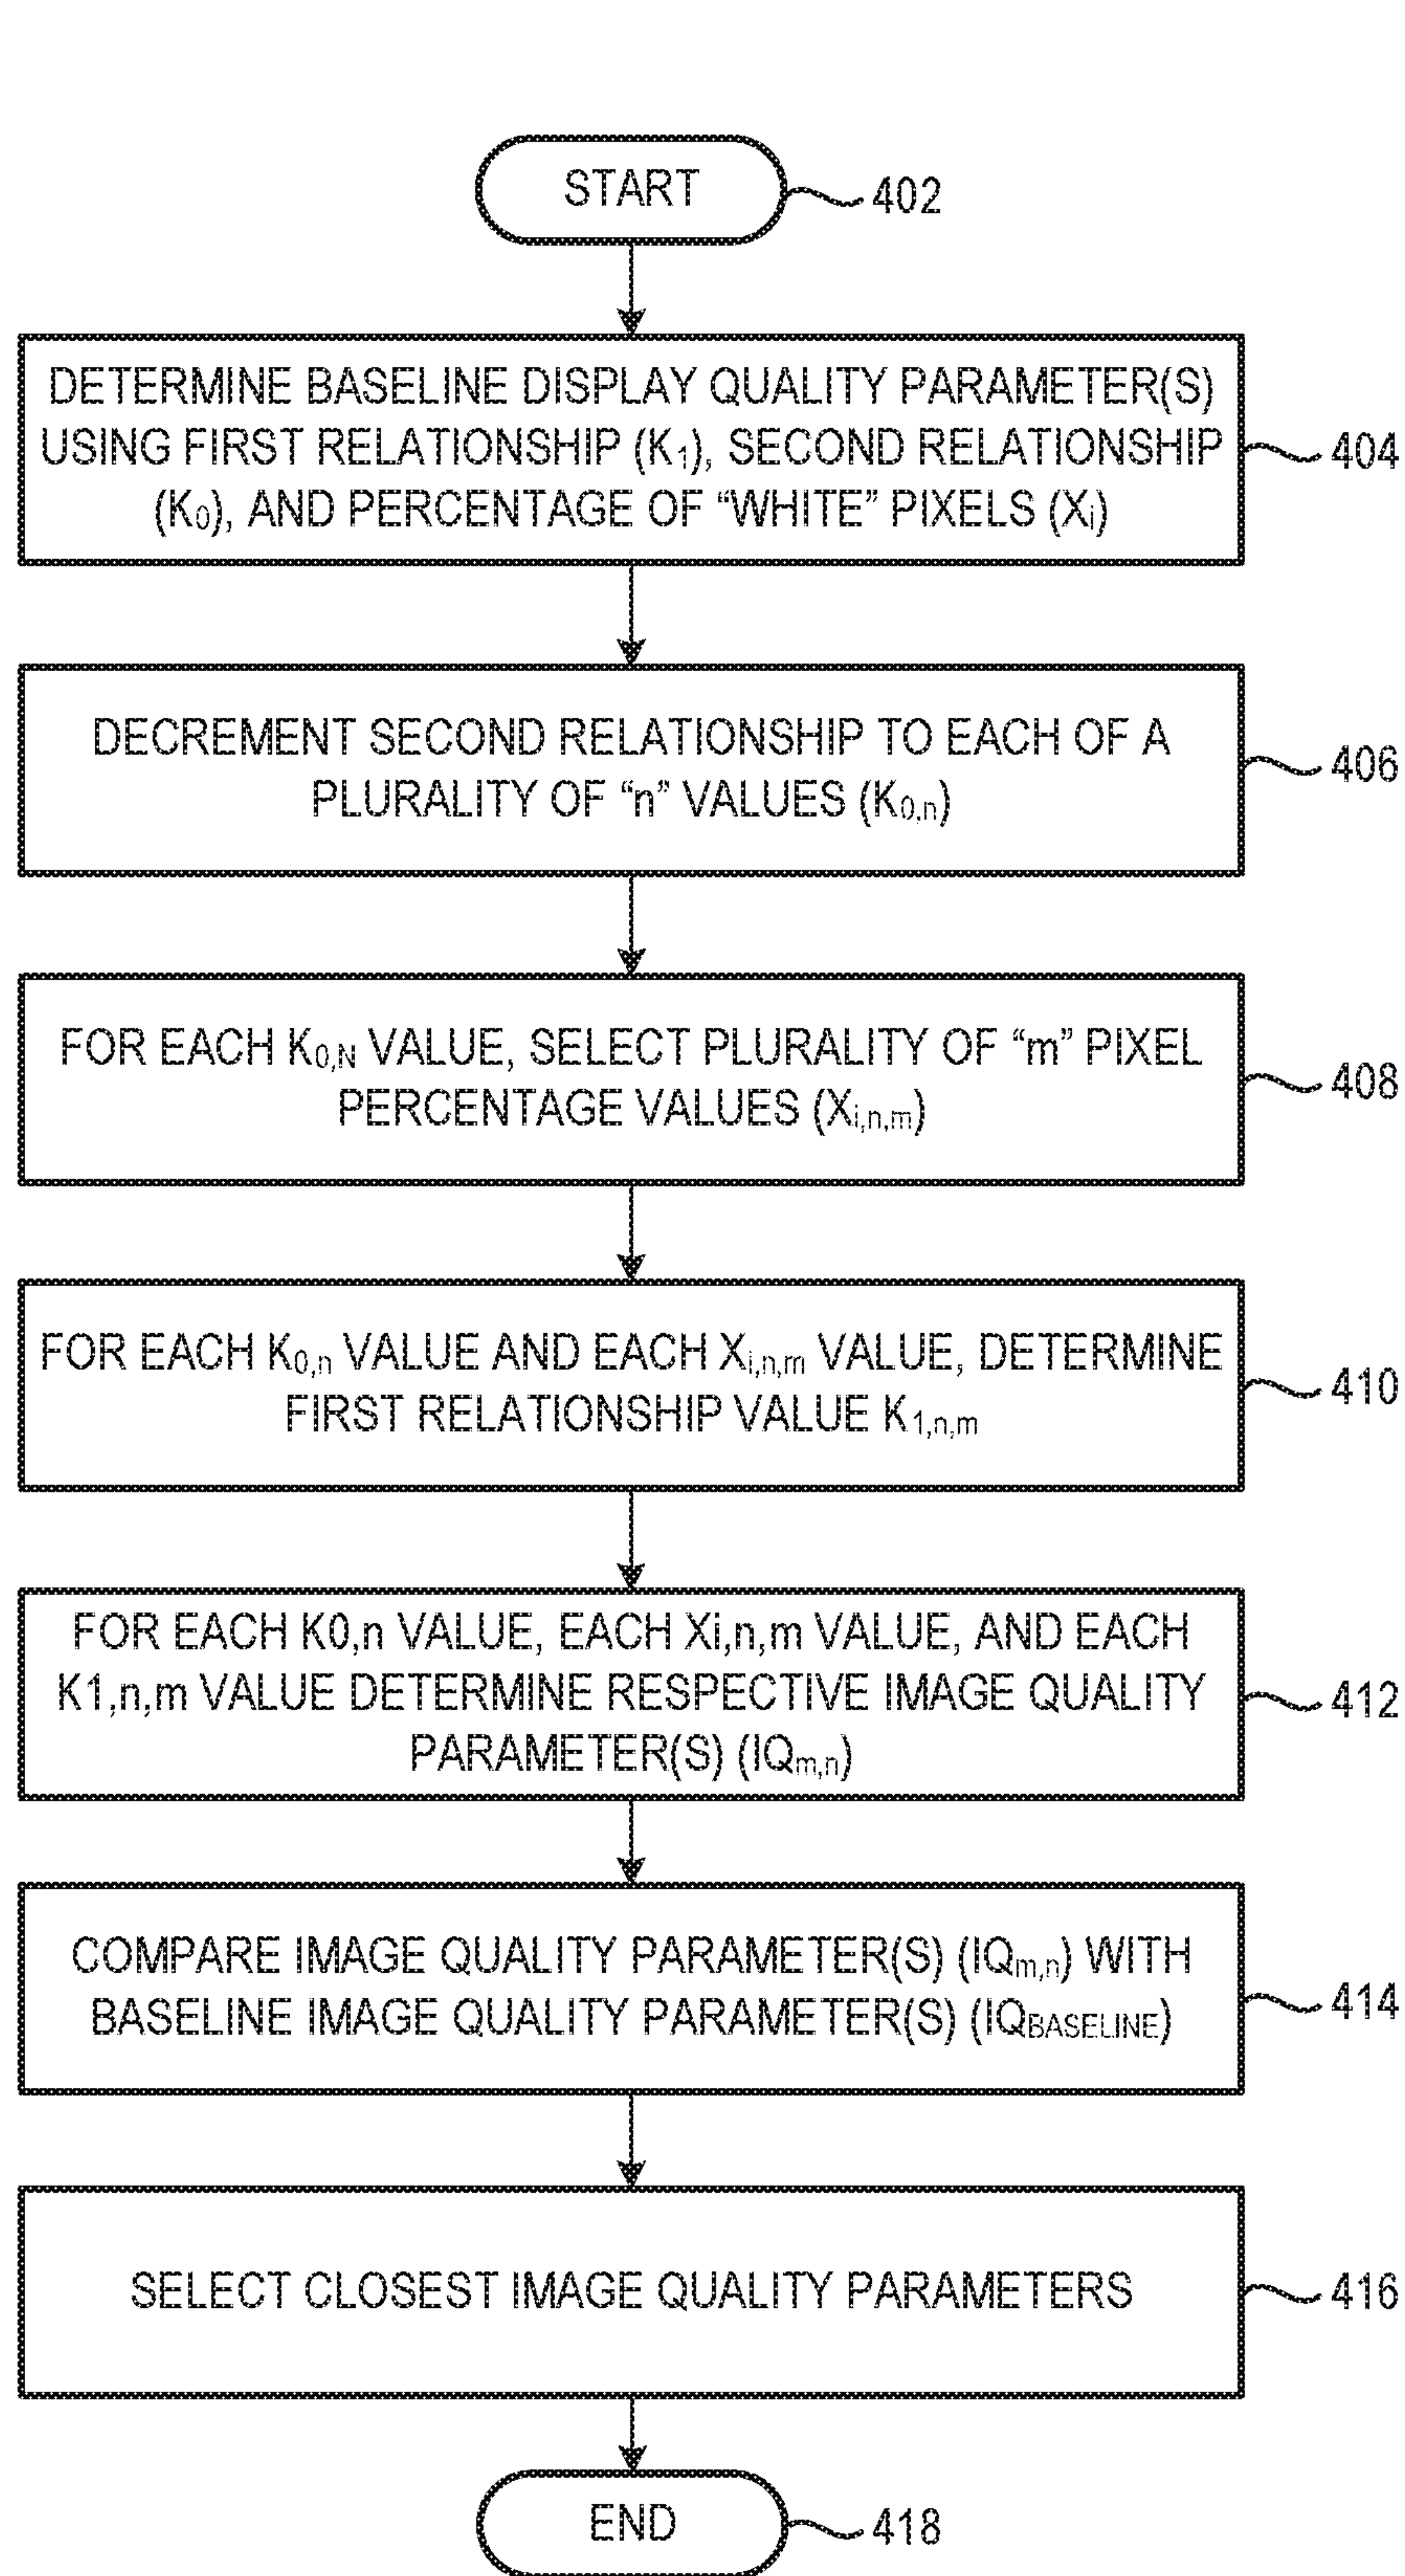 START
402
DETERMINE BASELINE DISPLAY QUALITY PARAMETER(S)
USING FIRST RELATIONSHIP (K₁), SECOND RELATIONSHIP
(K₀), AND PERCENTAGE OF “WHITE” PIXELS (Xᵢ)
404
DECREMENT SECOND RELATIONSHIP TO EACH OF A
PLURALITY OF “n” VALUES (K0,n)
406
FOR EACH K0,N VALUE, SELECT PLURALITY OF “m” PIXEL
PERCENTAGE VALUES (Xi,n,m)
408
FOR EACH K0,n VALUE AND EACH Xi,n,m VALUE, DETERMINE
FIRST RELATIONSHIP VALUE K1,n,m
410
FOR EACH K0,n VALUE, EACH Xi,n,m VALUE, AND EACH
K1,n,m VALUE DETERMINE RESPECTIVE IMAGE QUALITY
PARAMETER(S) (IQm,n)
412
COMPARE IMAGE QUALITY PARAMETER(S) (IQm,n) WITH
BASELINE IMAGE QUALITY PARAMETER(S) (IQBASELINE)
414
SELECT CLOSEST IMAGE QUALITY PARAMETERS
416
END
418